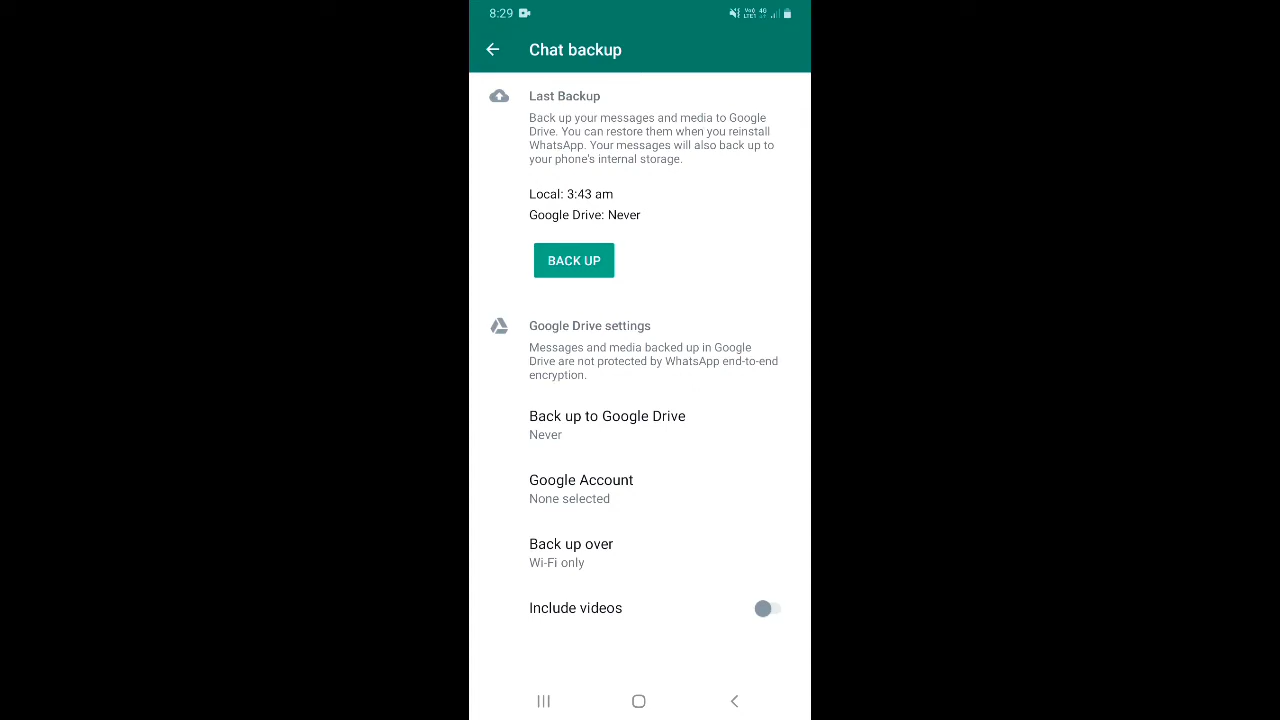 8:29
Vo) 4G
LTE1
Chat backup
Last Backup
Back up your messages and media to Google
Drive. You can restore them when you reinstall
WhatsApp. Your messages will also back up to
your phone's internal storage.
Local: 3:43 am
Google Drive: Never
BACK UP
Google Drive settings
Messages and media backed up in Google
Drive are not protected by WhatsApp end-to-end
encryption.
Back up to Google Drive
Never
Google Account
None selected
Back up over
Wi-Fi only
Include videos